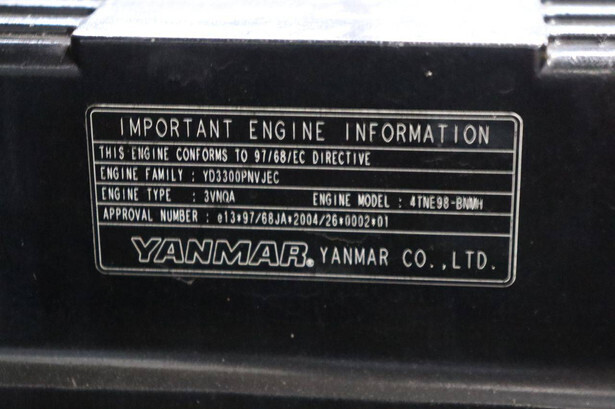 IMPORTANT ENGINE INFORMATION
THIS ENGINE CONFORMS TO 97/68/EC DIRECTIVE
ENGINE FAMILY : YD3300PNVJEC
ENGINE TYPE : 3VNQA ENGINE MODEL : 4TNE98-BNMH
APPROVAL NUMBER : e13*97/68JA*2004/26*0002*01
YANMAR® YANMAR CO.,LTD.